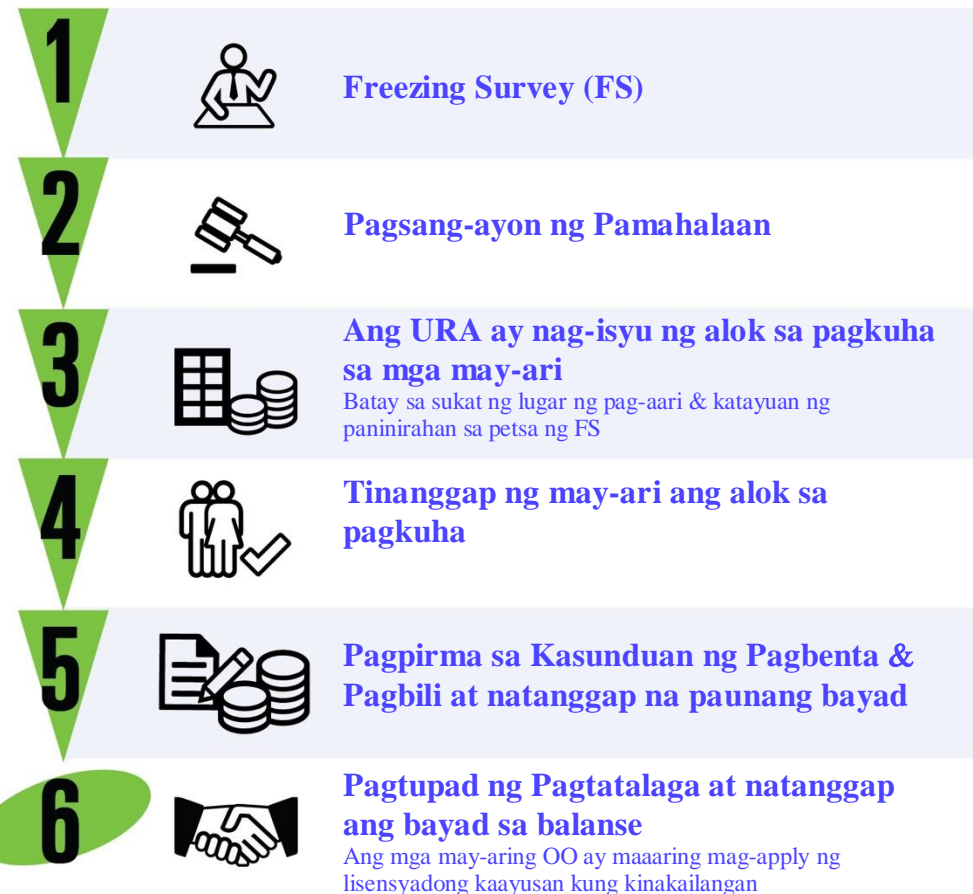 1
Freezing Survey (FS)
2
Pagsang-ayon ng Pamahalaan
3
Ang URA ay nag-isyu ng alok sa pagkuha
sa mga may-ari
Batay sa sukat ng lugar ng pag-aari & katayuan ng
paninirahan sa petsa ng FS
4
Tinanggap ng may-ari ang alok sa
pagkuha
5
Pagpirma sa Kasunduan ng Pagbenta &
Pagbili at natanggap na paunang bayad
6
Pagtupad ng Pagtatalaga at natanggap
ang bayad sa balanse
Ang mga may-aring OO ay maaaring mag-apply ng
lisensyadong kaayusan kung kinakailangan